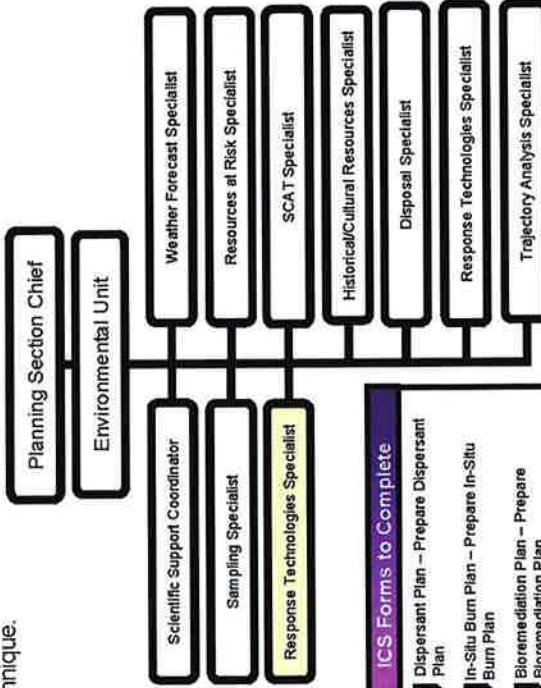 nique.
Planning Section Chief
Environmental Unit
Scientific Support Coordinator
Weather Forecast Specialist
Sampling Specialist
Resources at Risk Specialist
Response Technologies Specialist
SCAT Specialist
Historical/Cultural Resources Specialist
Disposal Specialist
Response Technologies Specialist
Trajectory Analysis Specialist
ICS Forms to Complete
Dispersant Plan – Prepare Dispersant
Plan
In-Situ Burn Plan – Prepare In-Situ
Burn Plan
Bioremediation Plan – Prepare
Bioremediation Plan